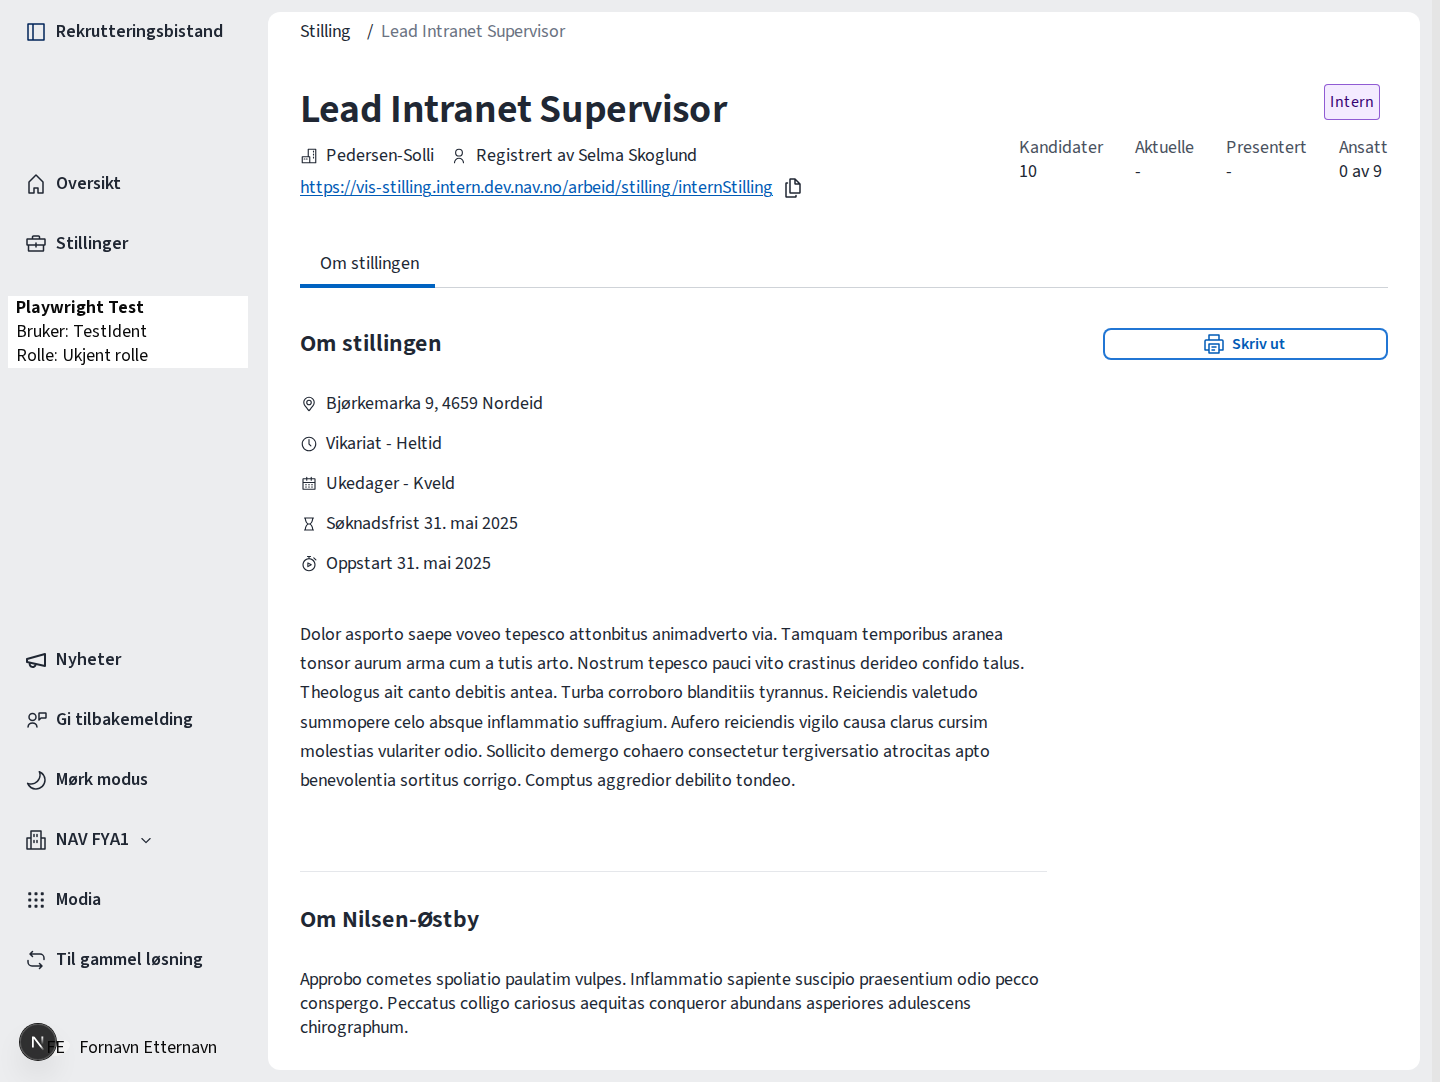 Rekrutteringsbistand
Oversikt
Stillinger
Playwright Test
Bruker: TestIdent
Rolle: Ukjent rolle
Nyheter
Gi tilbakemelding
Mørk modus
NAV FYA1
Modia
Til gammel løsning
N
FE Fornavn Etternavn
Stilling / Lead Intranet Supervisor
Lead Intranet Supervisor
Intern
Pedersen-Solli Registrert av Selma Skoglund
https://vis-stilling.intern.dev.nav.no/arbeid/stilling/internStilling
Kandidater Aktuelle Presentert Ansatt
10 - - 0 av 9
Om stillingen
Om stillingen
Skriv ut
Bjørkemarka 9, 4659 Nordeid
Vikariat - Heltid
Ukedager - Kveld
Søknadsfrist 31. mai 2025
Oppstart 31. mai 2025
Dolor asporto saepe voveo tepesco attonbitus animadverto via. Tamquam temporibus aranea
tonsor aurum arma cum a tutis arto. Nostrum tepesco pauci vito crastinus derideo confido talus.
Theologus ait canto debitis antea. Turba corroboro blanditiis tyrannus. Reiciendis valetudo
summopere celo absque inflammatio suffragium. Aufero reiciendis vigilo causa clarus cursim
molestias vulariter odio. Sollicito demergo cohaero consectetur tergiversatio atrocitas apto
benevolentia sortitus corrigo. Comptus aggredior debilito tondeo.
Om Nilsen-Østby
Approbo cometes spoliatio paulatim vulpes. Inflammatio sapiente suscipio praesentium odio pecco
conspergo. Peccatus colligo cariosus aequitas conqueror abundans asperiores adulescens
chirographum.